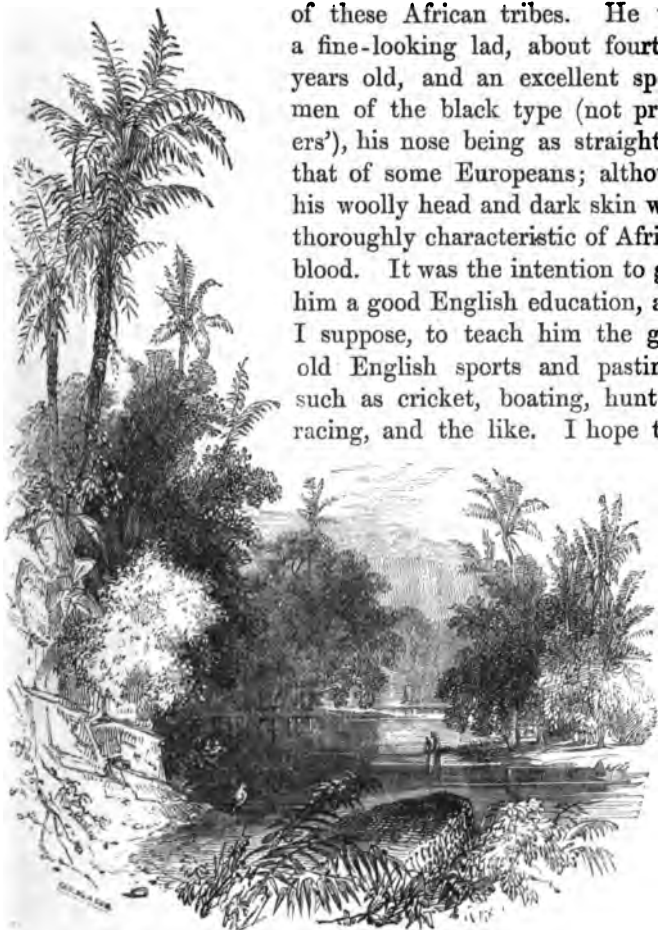 of these African tribes. He
a fine-looking lad, about fourt
years old, and an excellent sp
men of the black type (not pr
ers’), his nose being as straight
that of some Europeans; altho
his woolly head and dark skin w
thoroughly characteristic of Afri
blood. It was the intention to g
him a good English education, a
I suppose, to teach him the g
old English sports and pastin
such as cricket, boating, hunt
racing, and the like. I hope t